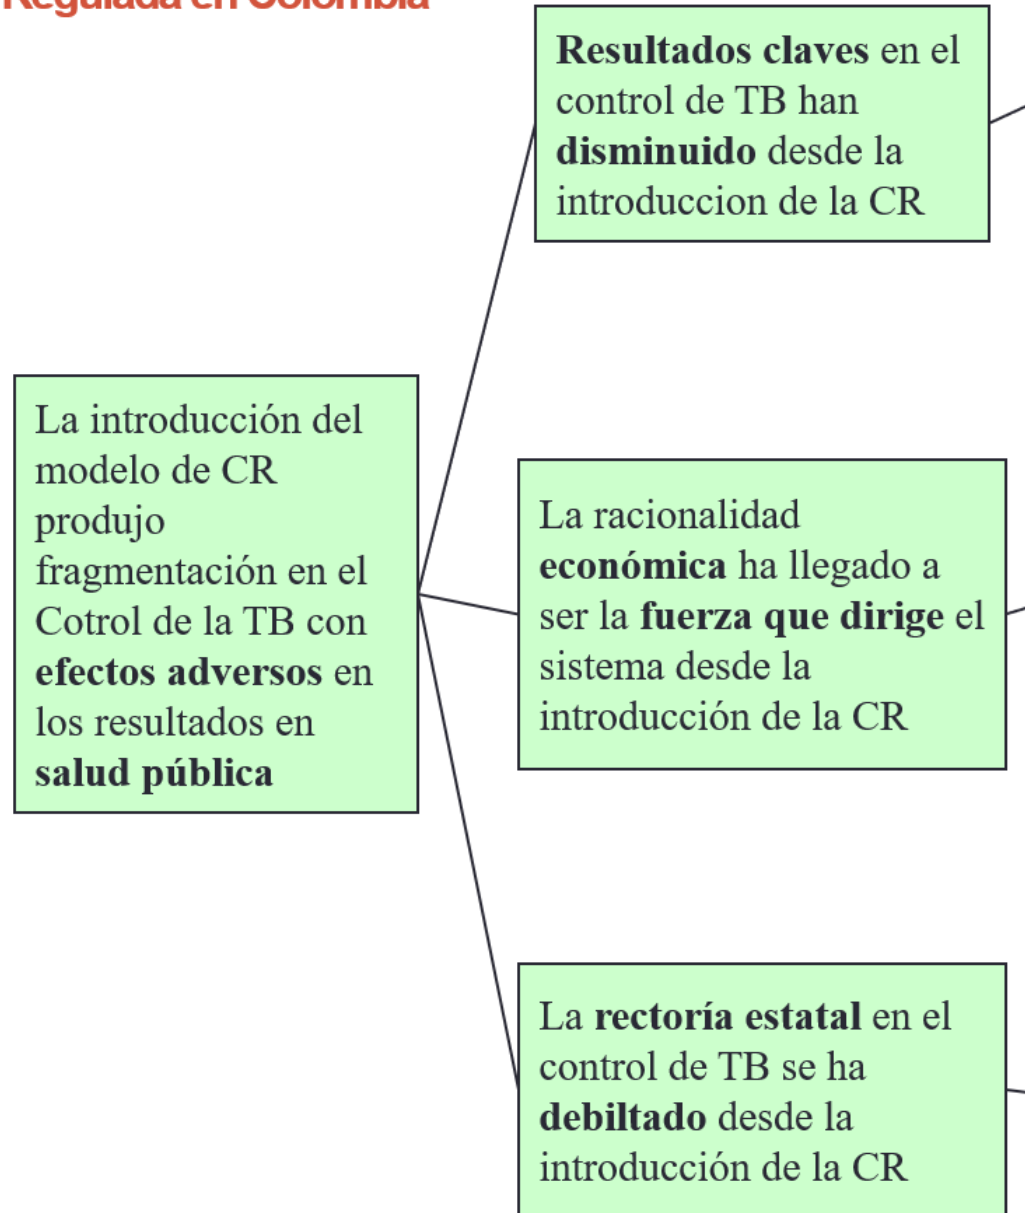 Regulada en Colombia
Resultados claves en el
control de TB han
disminuido desde la
introduccion de la CR
La introducción del
modelo de CR
produjo
fragmentación en el
Cotrol de la TB con
efectos adversos en
los resultados en
salud pública
La racionalidad
económica ha llegado a
ser la fuerza que dirige el
sistema desde la
introducción de la CR
La rectoría estatal en el
control de TB se ha
debiltado desde la
introducción de la CR